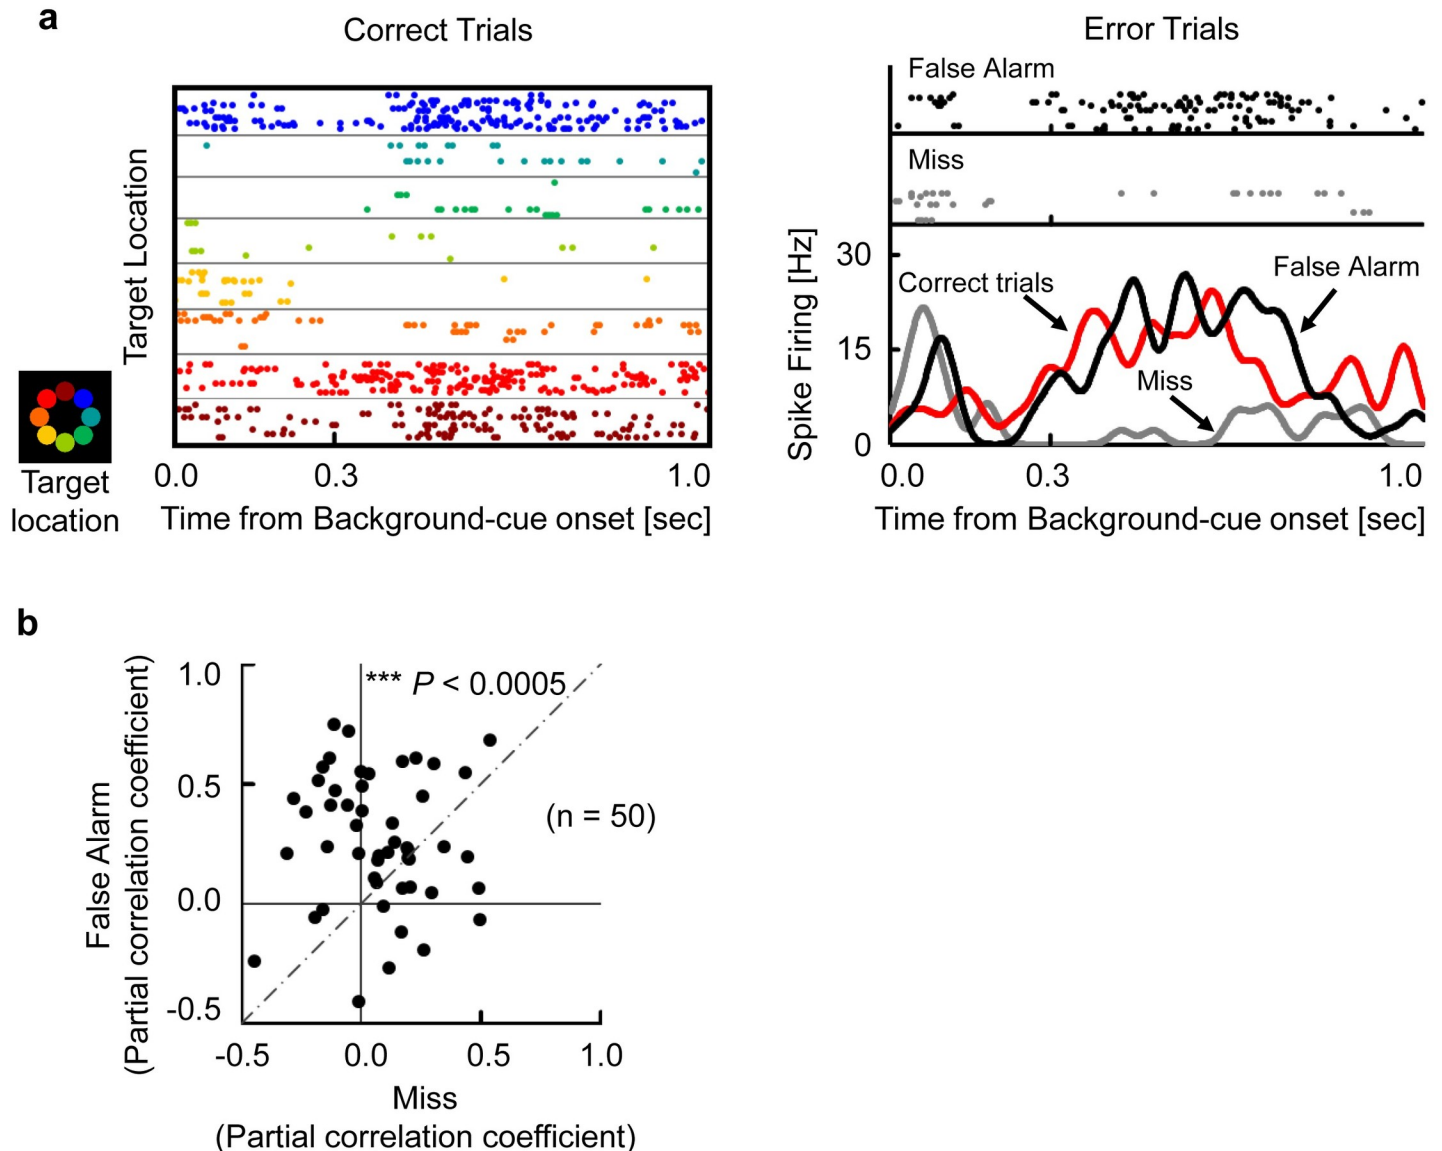 a
Correct Trials
Target Location
Target
location
0.0
0.3
1.0
Time from Background-cue onset [sec]
Error Trials
False Alarm
Miss
Spike Firing [Hz]
30
15
0
Correct trials
False Alarm
Miss
0.0
0.3
1.0
Time from Background-cue onset [sec]
b
False Alarm
(Partial correlation coefficient)
1.0
0.5
0.0
-0.5
*** P < 0.0005
(n = 50)
-0.5
0.0
0.5
1.0
Miss
(Partial correlation coefficient)